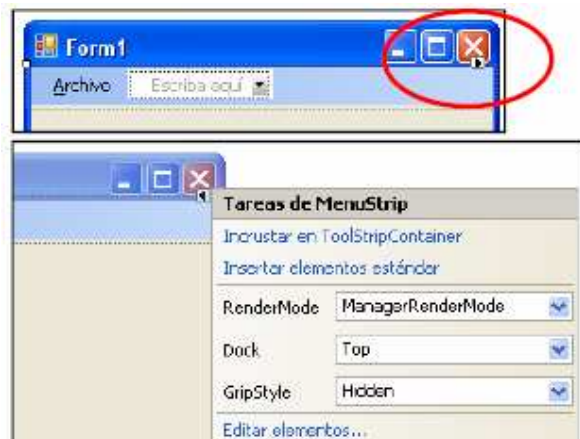 Form1
Archivo Escriba aquí
Tareas de MenuStrip
Incrustar en ToolStripContainer
Insertar elementos estándar
RenderMode ManagerRenderMode
Dock Top
GripStyle Hidden
Editar elementos...